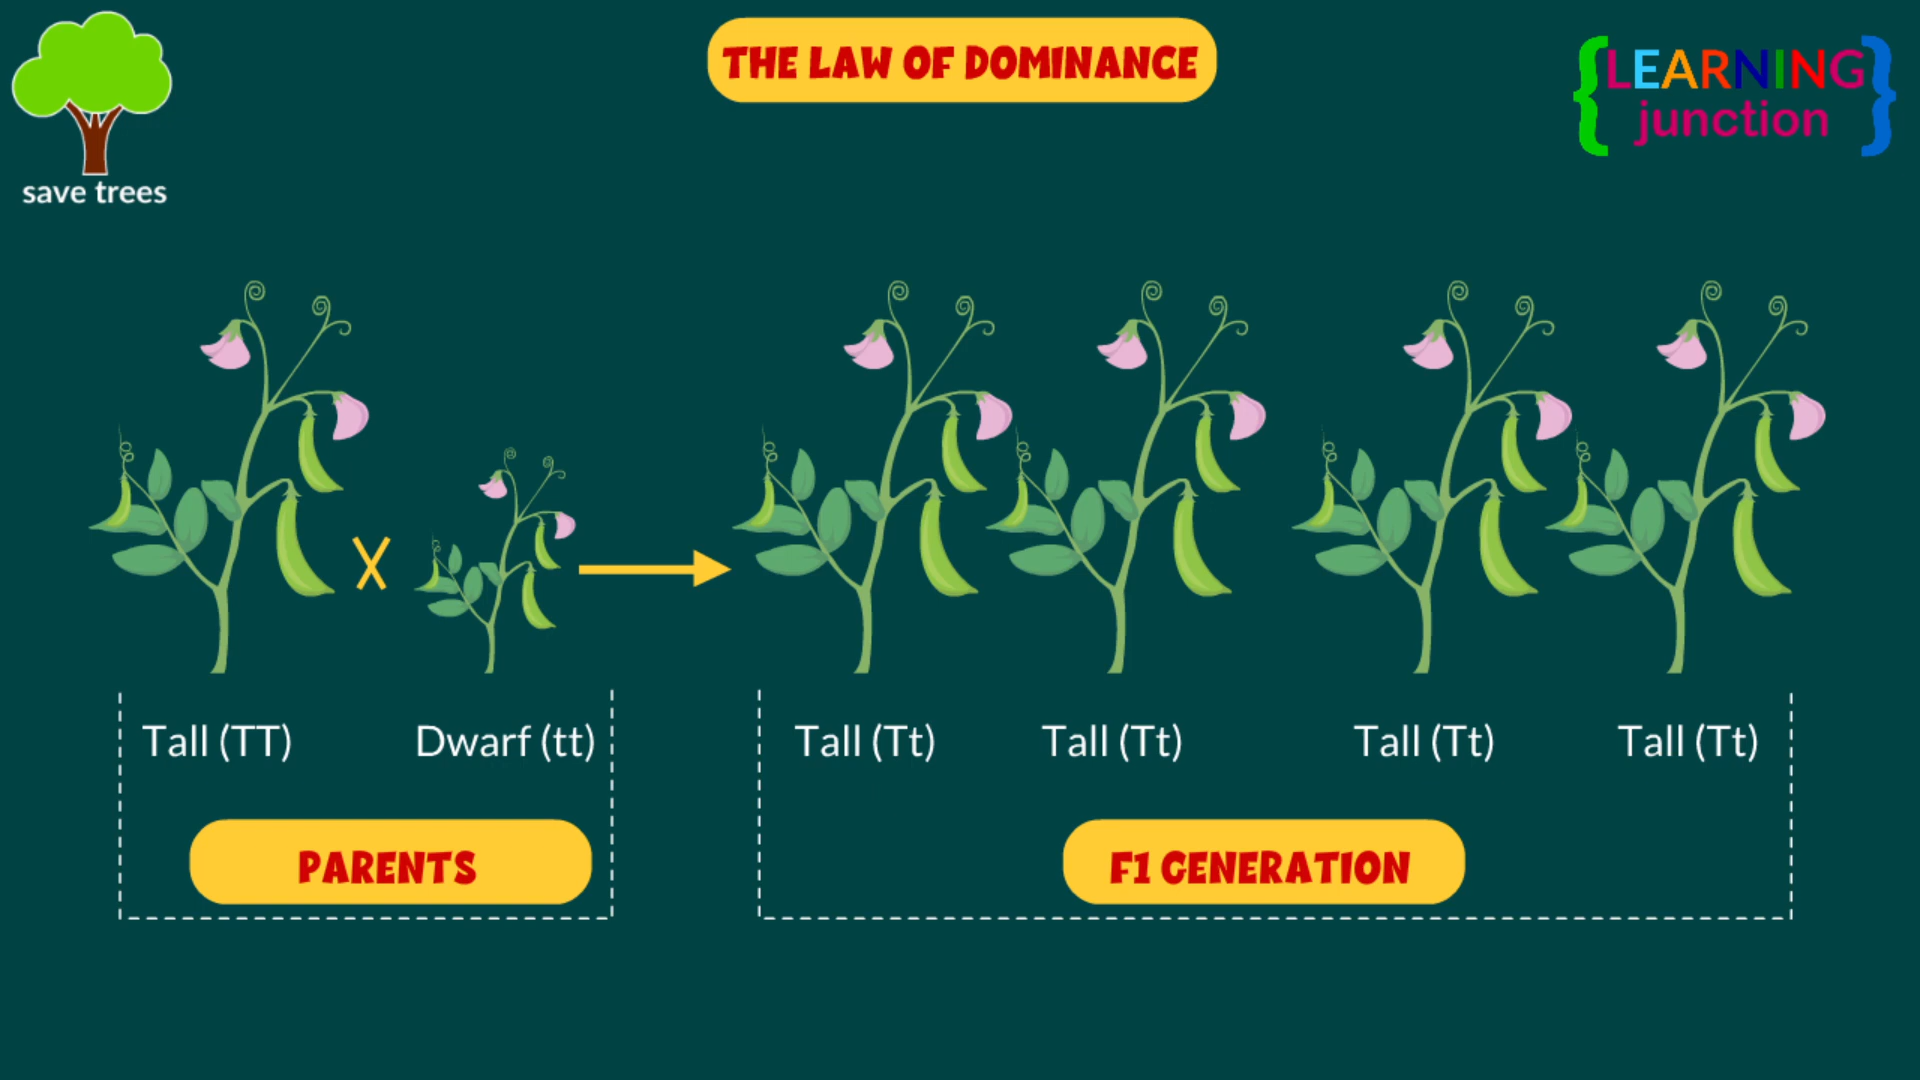 THE LAW OF DOMINANCE
{LEARNING}
junction
save trees
X
Tall (TT)
Dwarf (tt)
Tall (Tt)
Tall (Tt)
Tall (Tt)
Tall (Tt)
PARENTS
F1 GENERATION